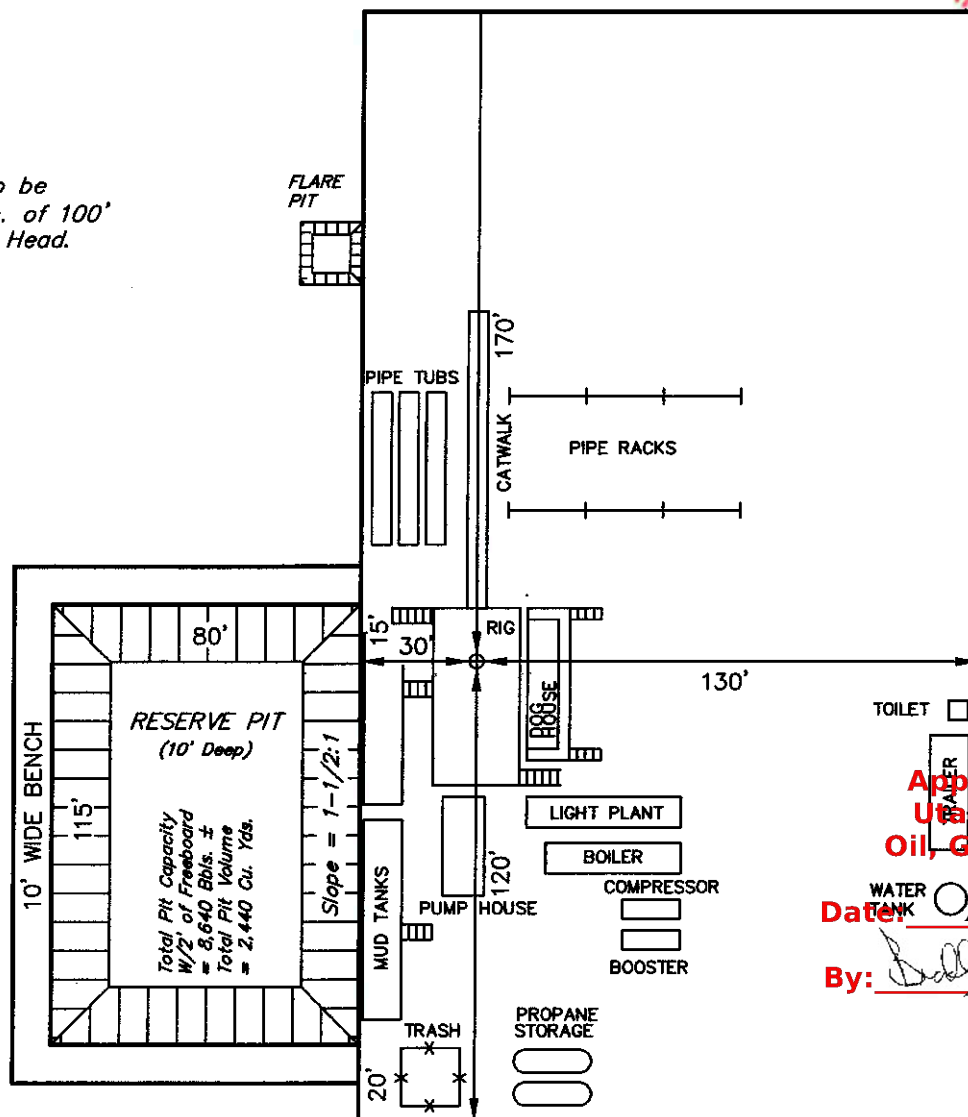 o be
. of 100'
Head.
FLARE
PIT
170'
PIPE TUBS
CATWALK
PIPE RACKS
15'
30'
RIG
130'
DOG
HOUSE
80'
RESERVE PIT
(10' Deep)
10' WIDE BENCH
115'
Total Pit Capacity
W/2' of Freeboard
= 8,640 Bbls. ±
Total Pit Volume
= 2,440 Cu. Yds.
Slope = 1-1/2:1
MUD TANKS
PUMP HOUSE
120'
LIGHT PLANT
BOILER
COMPRESSOR
BOOSTER
TOILET
TRAILER
App
Uta
Oil, G
WATER
TANK
Date:
By:
TRASH
20'
PROPANE
STORAGE